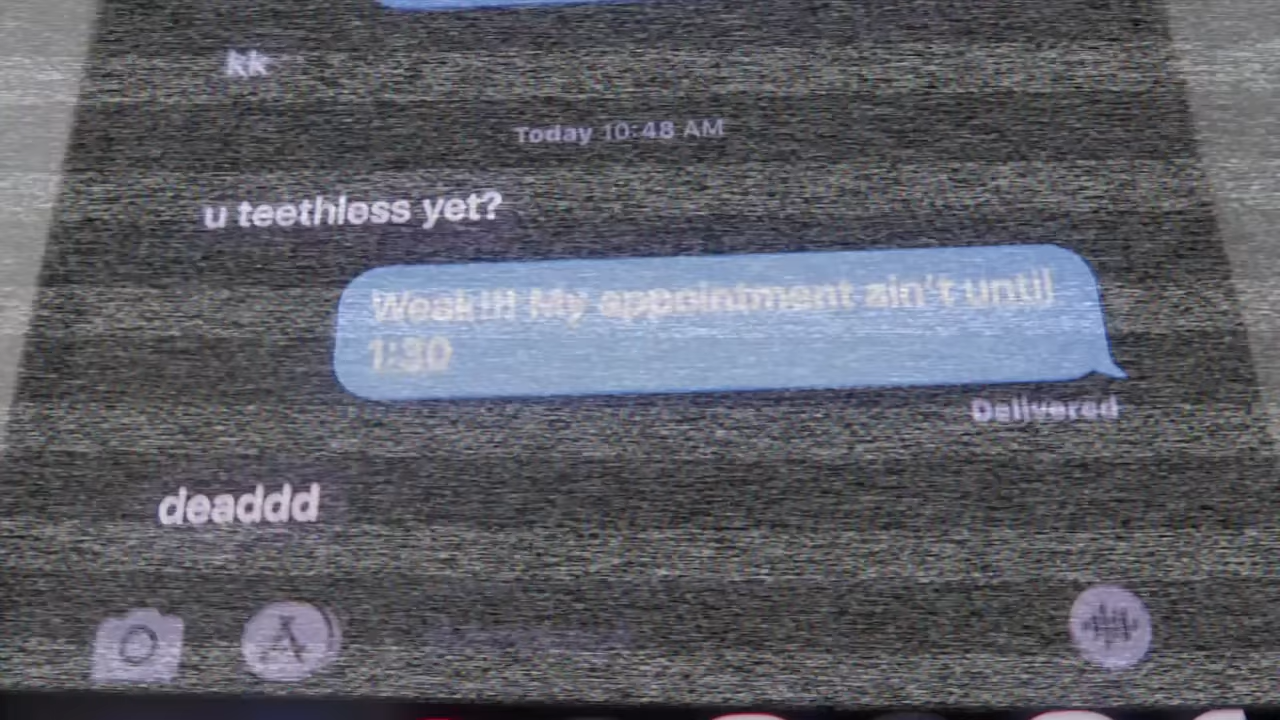 kk
Today 10:48 AM
u teethless yet?
Weak!!! My appointment ain't until
1:30
Delivered
deaddd